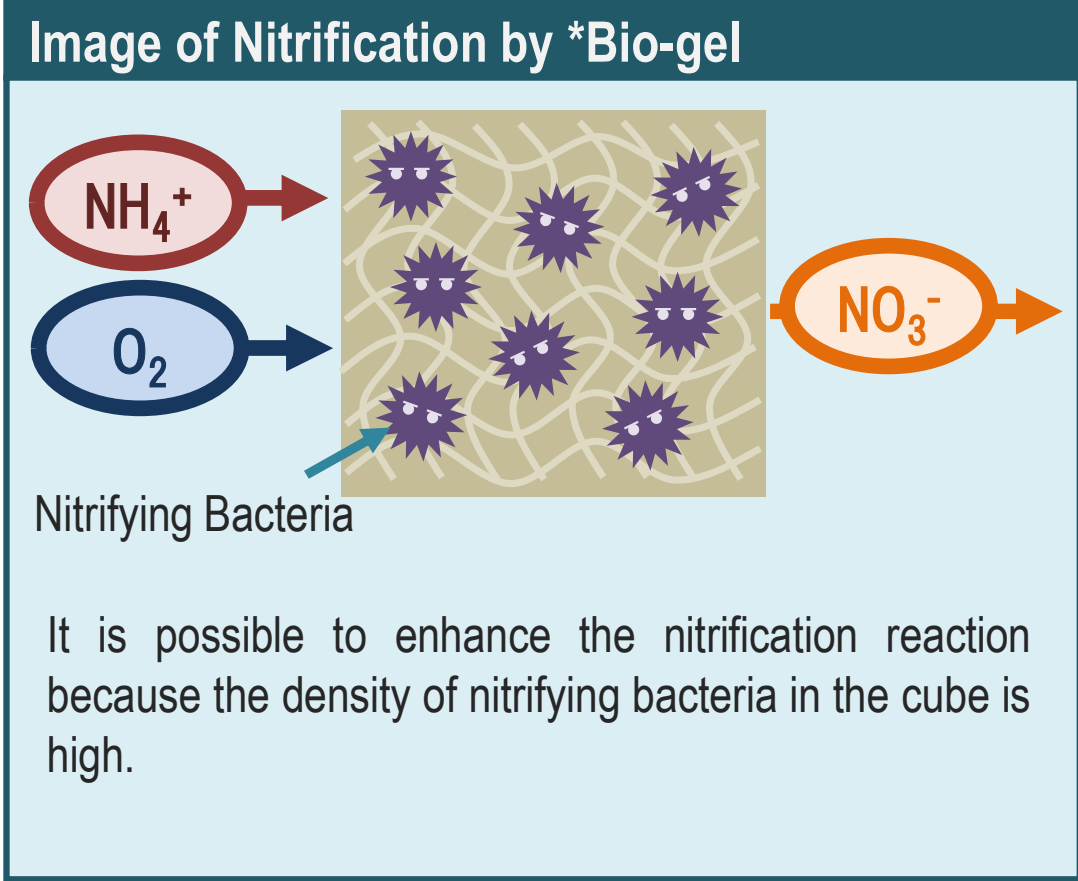 Image of Nitrification by *Bio-gel
NH₄⁺
O₂
NO₃⁻
Nitrifying Bacteria
It is possible to enhance the nitrification reaction
because the density of nitrifying bacteria in the cube is
high.